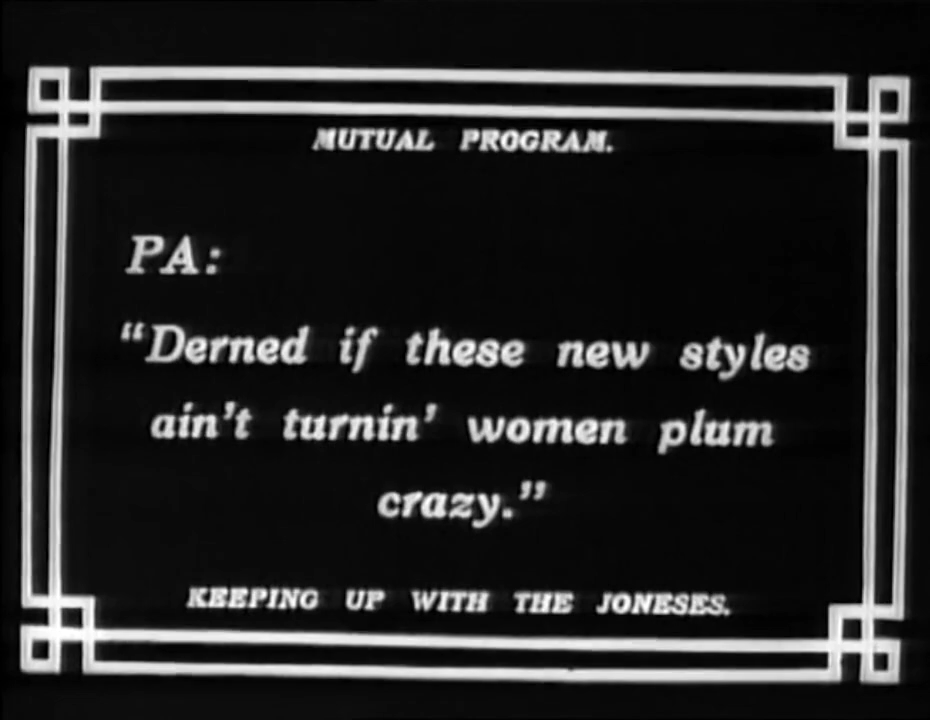 MUTUAL PROGRAM.
PA:
“Derned if these new styles
ain't turnin' women plum
crazy.”
KEEPING UP WITH THE JONESES.